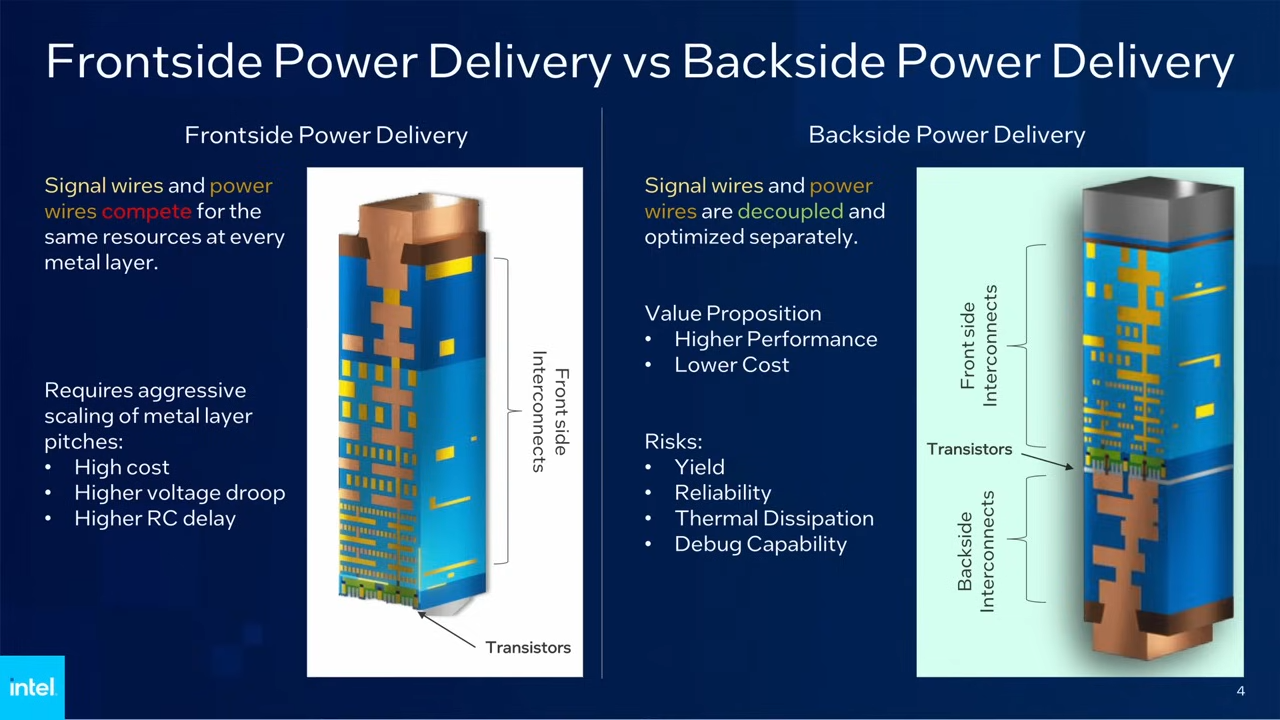 Frontside Power Delivery vs Backside Power Delivery
Frontside Power Delivery
Signal wires and power
wires compete for the
same resources at every
metal layer.
Requires aggressive
scaling of metal layer
pitches:
• High cost
• Higher voltage droop
• Higher RC delay
Front side
Interconnects
Transistors
Backside Power Delivery
Signal wires and power
wires are decoupled and
optimized separately.
Value Proposition
• Higher Performance
• Lower Cost
Risks:
• Yield
• Reliability
• Thermal Dissipation
• Debug Capability
Front side
Interconnects
Transistors
Backside
Interconnects
intel.
4